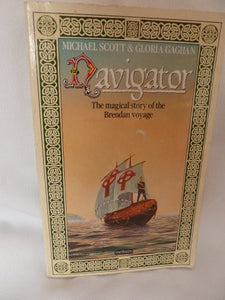 MICHAEL SCOTT & GLORIA GAGHAN
Navigator
The magical story of the
Brendan voyage